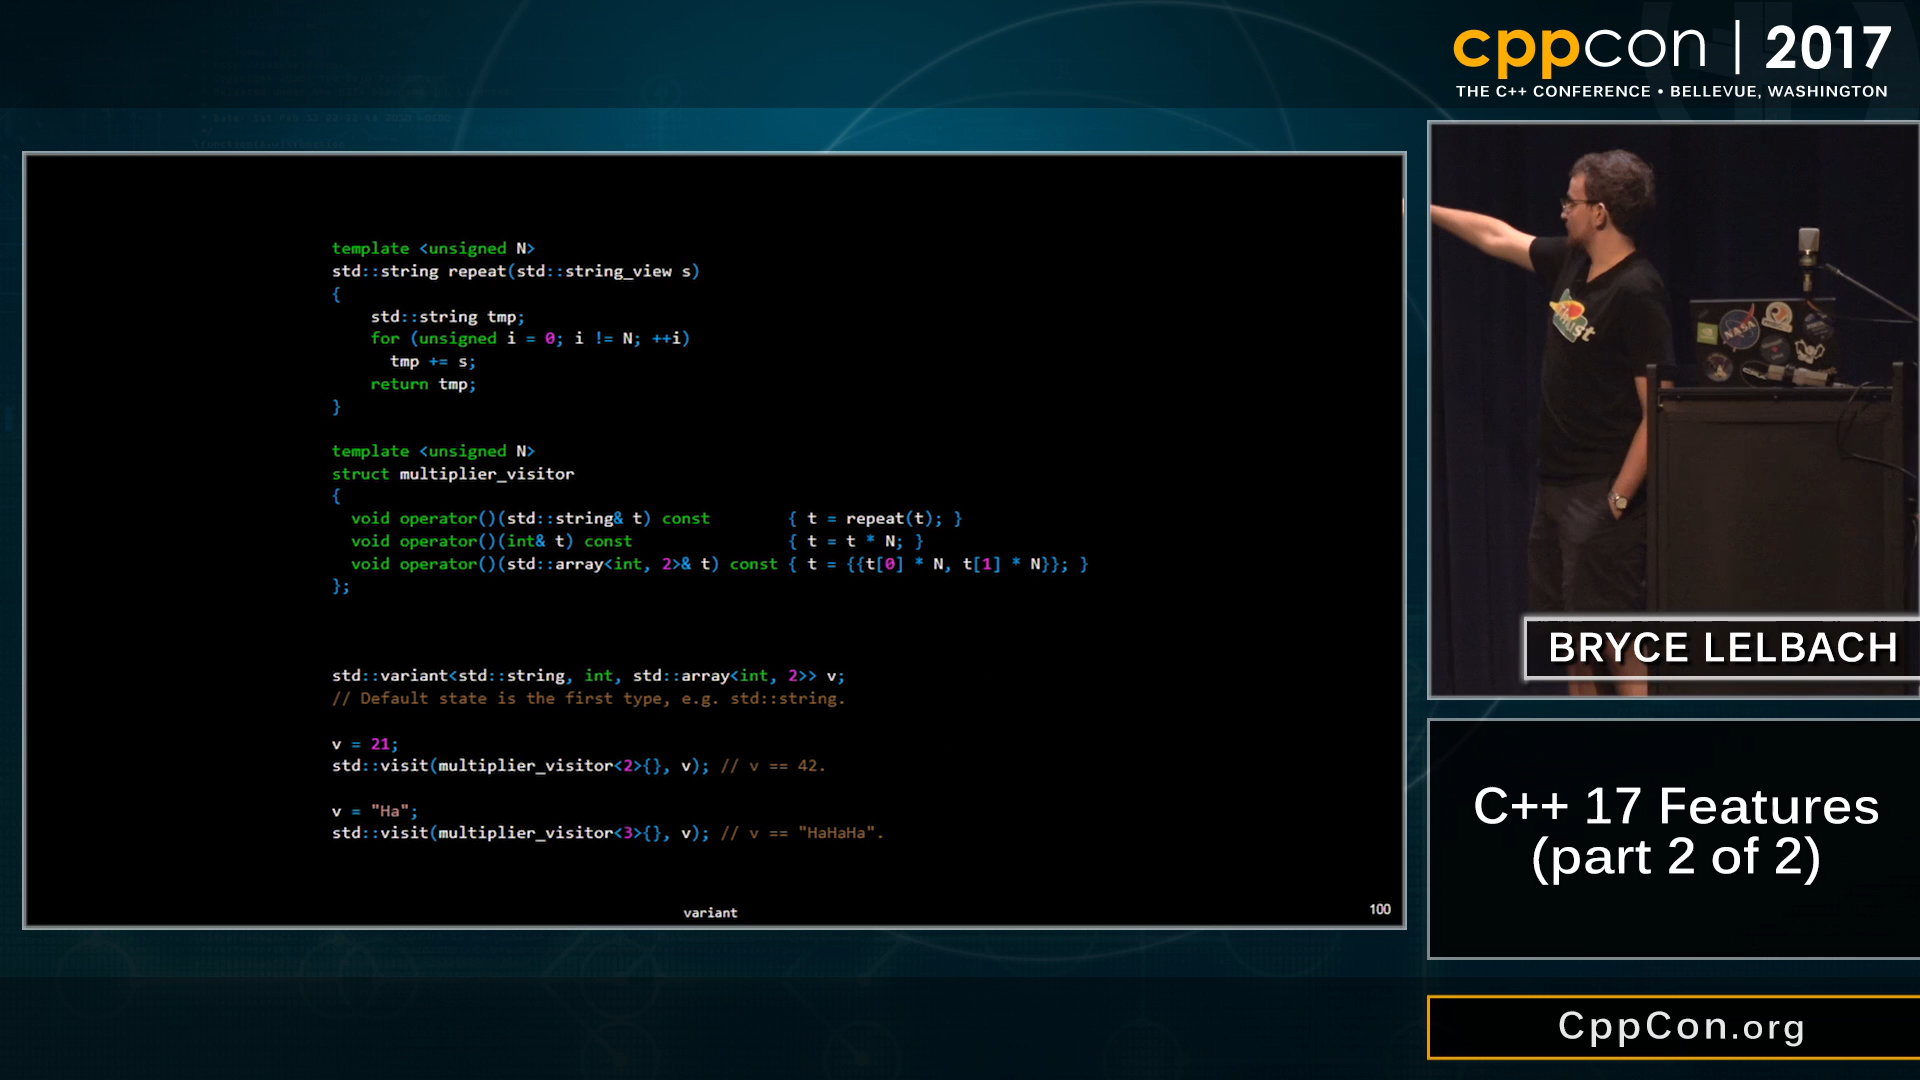 cppcon | 2017
THE C++ CONFERENCE • BELLEVUE, WASHINGTON
template <unsigned N>
std::string repeat(std::string_view s)
{
    std::string tmp;
    for (unsigned i = 0; i != N; ++i)
      tmp += s;
    return tmp;
}
template <unsigned N>
struct multiplier_visitor
{
  void operator()(std::string& t) const        { t = repeat(t); }
  void operator()(int& t) const                { t = t * N; }
  void operator()(std::array<int, 2>& t) const { t = {{t[0] * N, t[1] * N}}; }
};
std::variant<std::string, int, std::array<int, 2>> v;
// Default state is the first type, e.g. std::string.
v = 21;
std::visit(multiplier_visitor<2>{}, v); // v == 42.
v = "Ha";
std::visit(multiplier_visitor<3>{}, v); // v == "HaHaHa".
variant
100
NASA
BRYCE LELBACH
C++ 17 Features
(part 2 of 2)
CppCon.org